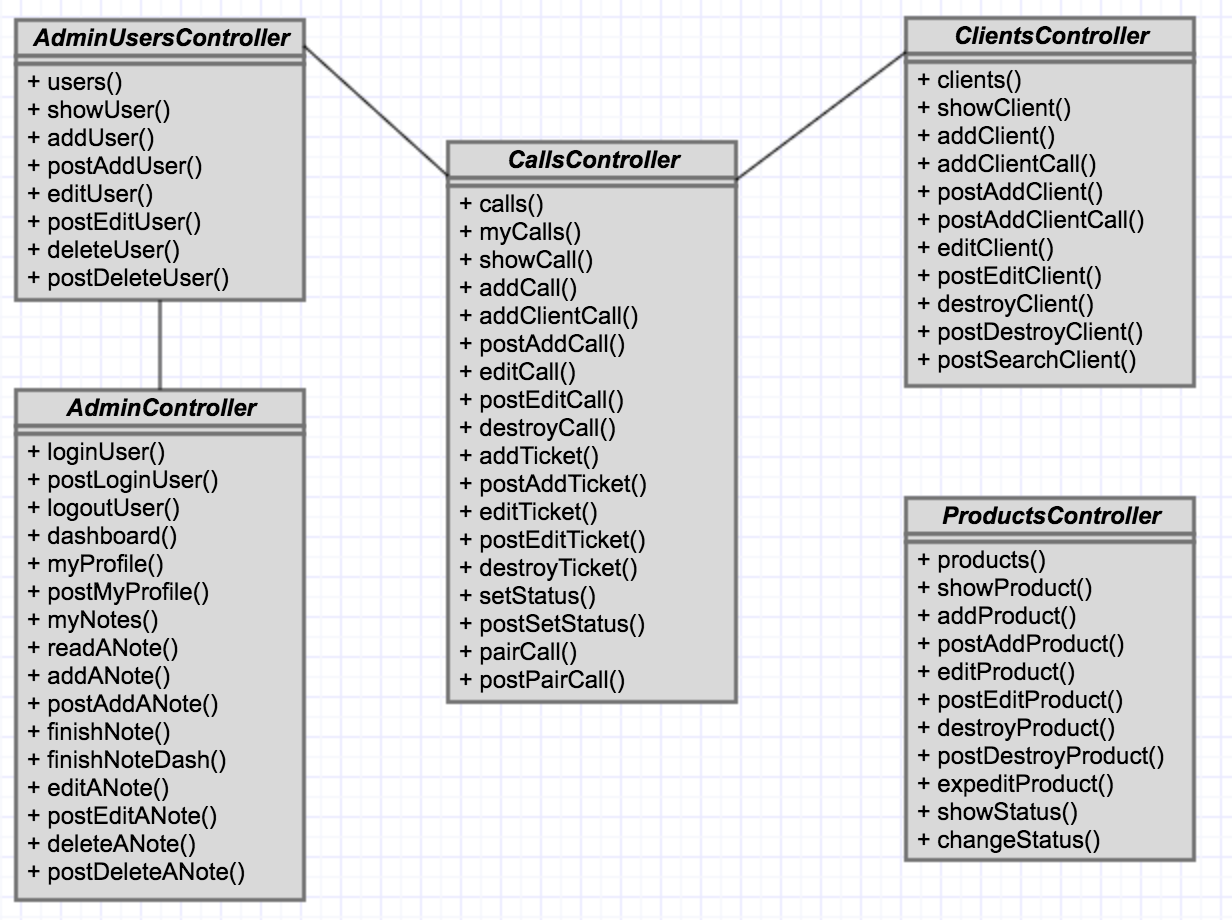 AdminUsersController
+ users()
+ showUser()
+ addUser()
+ postAddUser()
+ editUser()
+ postEditUser()
+ deleteUser()
+ postDeleteUser()
AdminController
+ loginUser()
+ postLoginUser()
+ logoutUser()
+ dashboard()
+ myProfile()
+ postMyProfile()
+ myNotes()
+ readANote()
+ addANote()
+ postAddANote()
+ finishNote()
+ finishNoteDash()
+ editANote()
+ postEditANote()
+ deleteANote()
+ postDeleteANote()
CallsController
+ calls()
+ myCalls()
+ showCall()
+ addCall()
+ addClientCall()
+ postAddCall()
+ editCall()
+ postEditCall()
+ destroyCall()
+ addTicket()
+ postAddTicket()
+ editTicket()
+ postEditTicket()
+ destroyTicket()
+ setStatus()
+ postSetStatus()
+ pairCall()
+ postPairCall()
ClientsController
+ clients()
+ showClient()
+ addClient()
+ addClientCall()
+ postAddClient()
+ postAddClientCall()
+ editClient()
+ postEditClient()
+ destroyClient()
+ postDestroyClient()
+ postSearchClient()
ProductsController
+ products()
+ showProduct()
+ addProduct()
+ postAddProduct()
+ editProduct()
+ postEditProduct()
+ destroyProduct()
+ postDestroyProduct()
+ expeditProduct()
+ showStatus()
+ changeStatus()